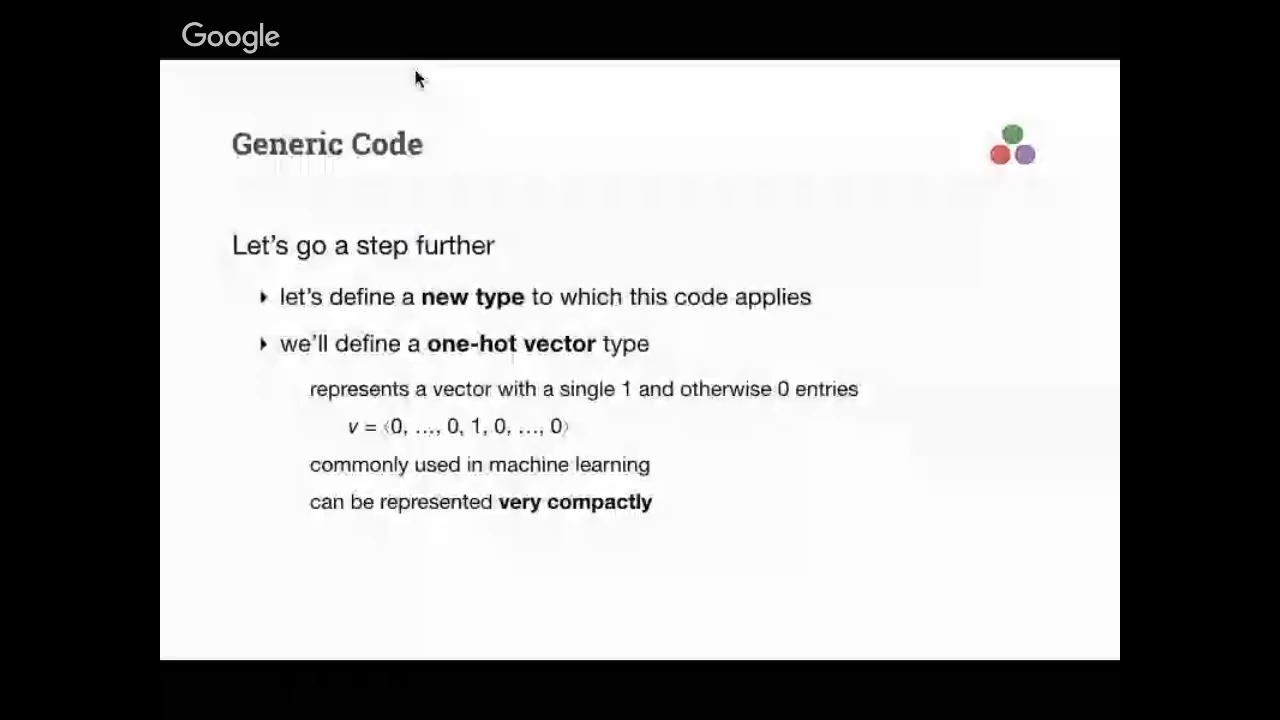 Google
Generic Code
Let's go a step further
let's define a new type to which this code applies
we'll define a one-hot vector type
represents a vector with a single 1 and otherwise 0 entries
v = ⟨0, …, 0, 1, 0, …, 0⟩
commonly used in machine learning
can be represented very compactly